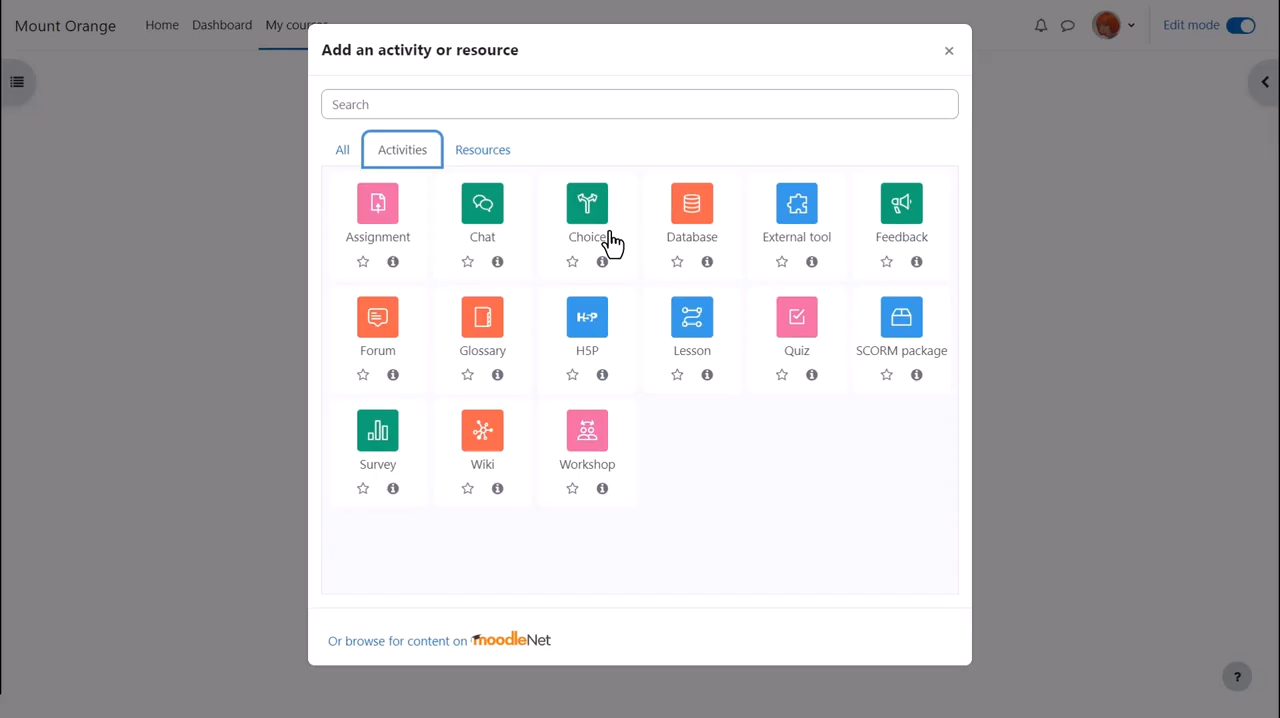 Mount Orange
Home Dashboard My cours
Edit mode
Add an activity or resource
Search
All Activities Resources
Assignment Chat Choice Database External tool Feedback
Forum Glossary H5P Lesson Quiz SCORM package
H5P
Survey Wiki Workshop
Or browse for content on moodleNet
?